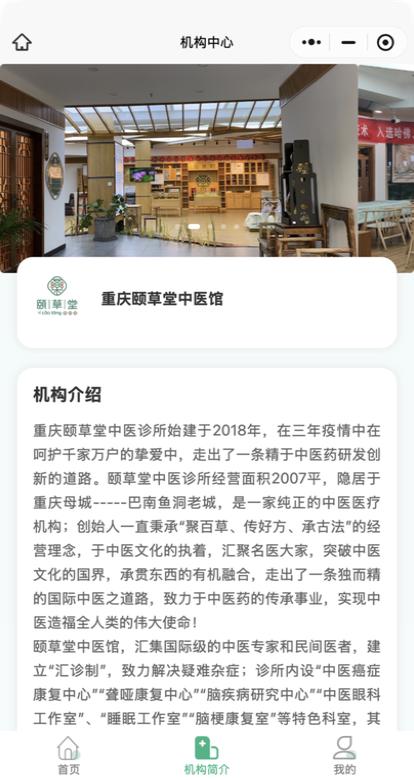 机构中心
术 入选哈佛
颐草堂
重庆颐草堂中医馆
机构介绍
重庆颐草堂中医诊所始建于2018年，在三年疫情中在
呵护千家万户的挚爱中，走出了一条精于中医药研发创
新的道路。颐草堂中医诊所经营面积2007平，隐居于
重庆母城-----巴南鱼洞老城，是一家纯正的中医医疗
机构；创始人一直秉承“聚百草、传好方、承古法”的经
营理念，于中医文化的执着，汇聚名医大家，突破中医
文化的国界，承贯东西的有机融合，走出了一条独而精
的国际中医之道路，致力于中医药的传承事业，实现中
医造福全人类的伟大使命！
颐草堂中医馆，汇集国际级的中医专家和民间医者，建
立“汇诊制”，致力解决疑难杂症；诊所内设“中医癌症
康复中心”“聋哑康复中心”“脑疾病研究中心”“中医眼科
工作室”、“睡眠工作室”“脑梗康复室”等特色科室，其
首页
机构简介
我的